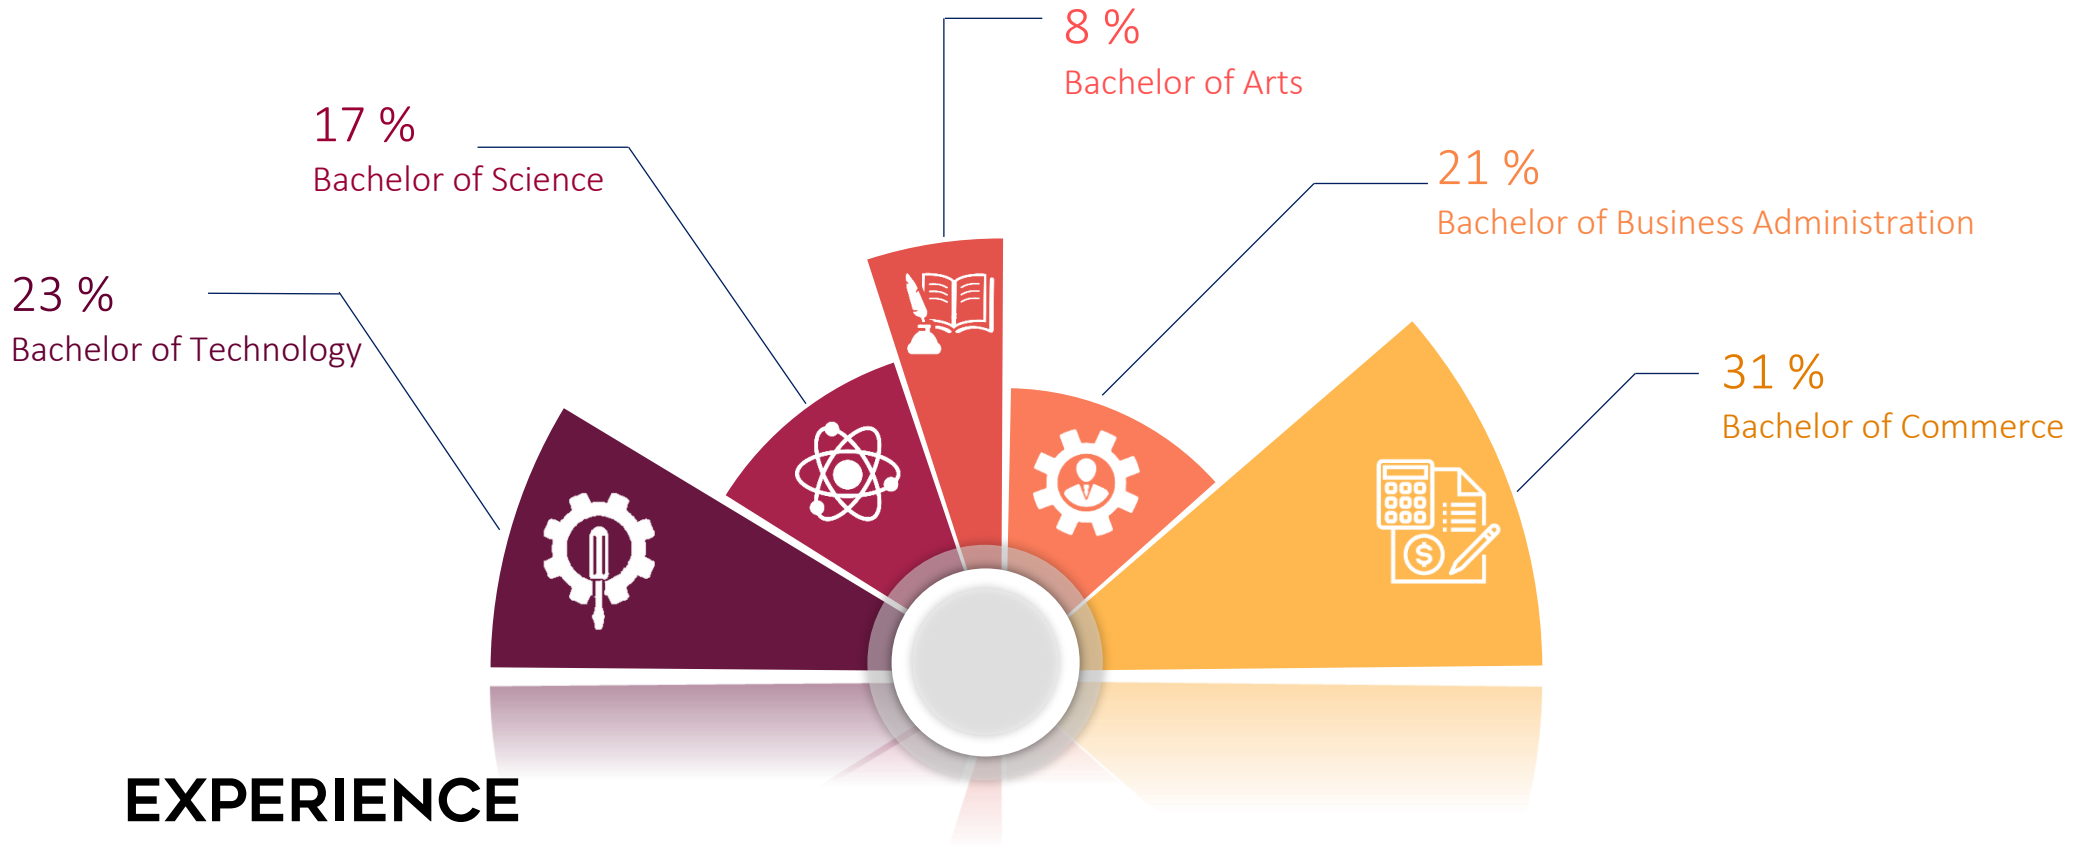 8 %
Bachelor of Arts
17 %
Bachelor of Science
21 %
Bachelor of Business Administration
23 %
Bachelor of Technology
31 %
Bachelor of Commerce
$
EXPERIENCE